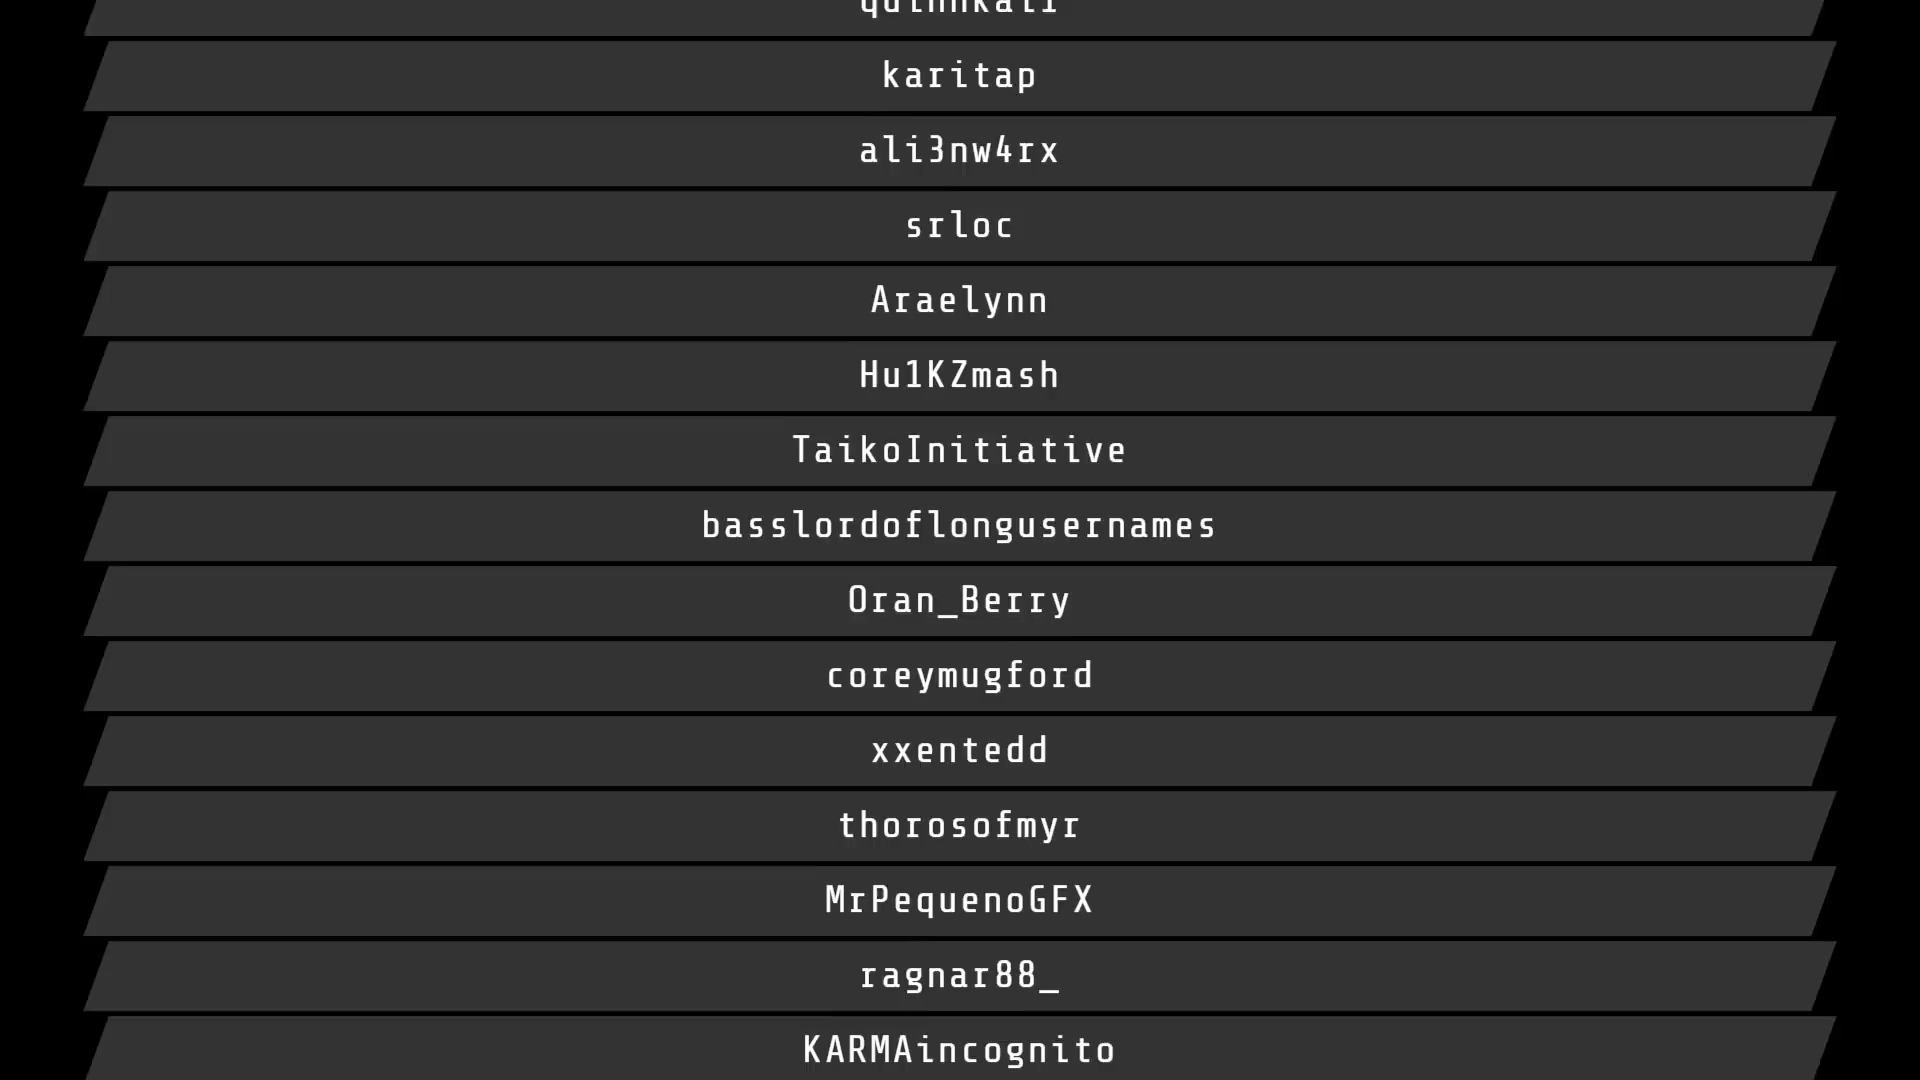 karitap
ali3nw4rx
srloc
Araelynn
Hu1KZmash
TaikoInitiative
basslordoflongusernames
Oran_Berry
coreymugford
xxentedd
thorosofmyr
MrPequenoGFX
ragnar88_
KARMAincognito